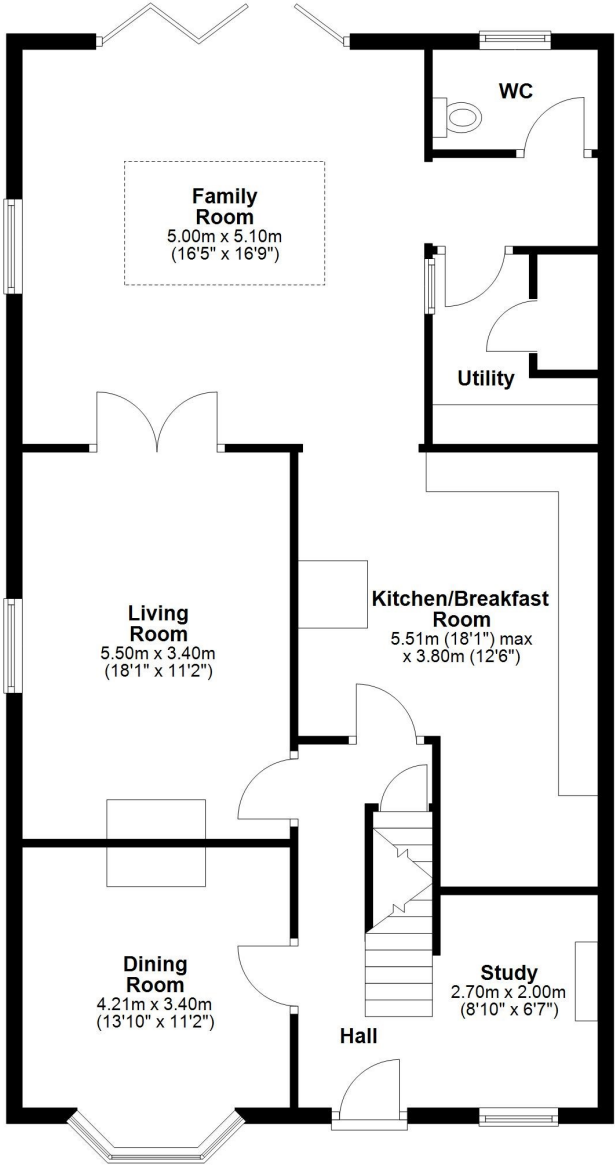 WC
Family
Room
5.00m x 5.10m
(16'5" x 16'9")
Utility
Kitchen/Breakfast
Room
5.51m (18'1") max
x 3.80m (12'6")
Living
Room
5.50m x 3.40m
(18'1" x 11'2")
Dining
Room
4.21m x 3.40m
(13'10" x 11'2")
Study
2.70m x 2.00m
(8'10" x 6'7")
Hall